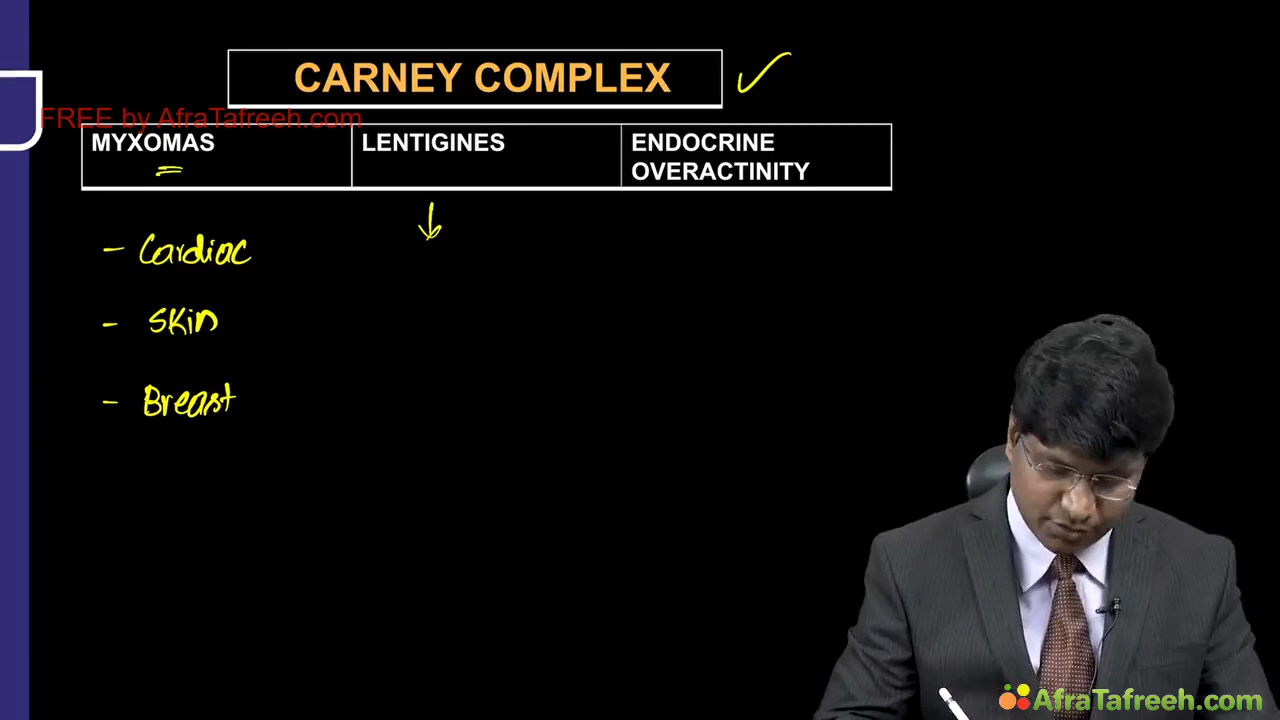 CARNEY COMPLEX
FREE by AfraTafreeh.com
MYXOMAS
LENTIGINES
ENDOCRINE
OVERACTINITY
- Cardiac
- Skin
- Breast
AfraTafreeh.com